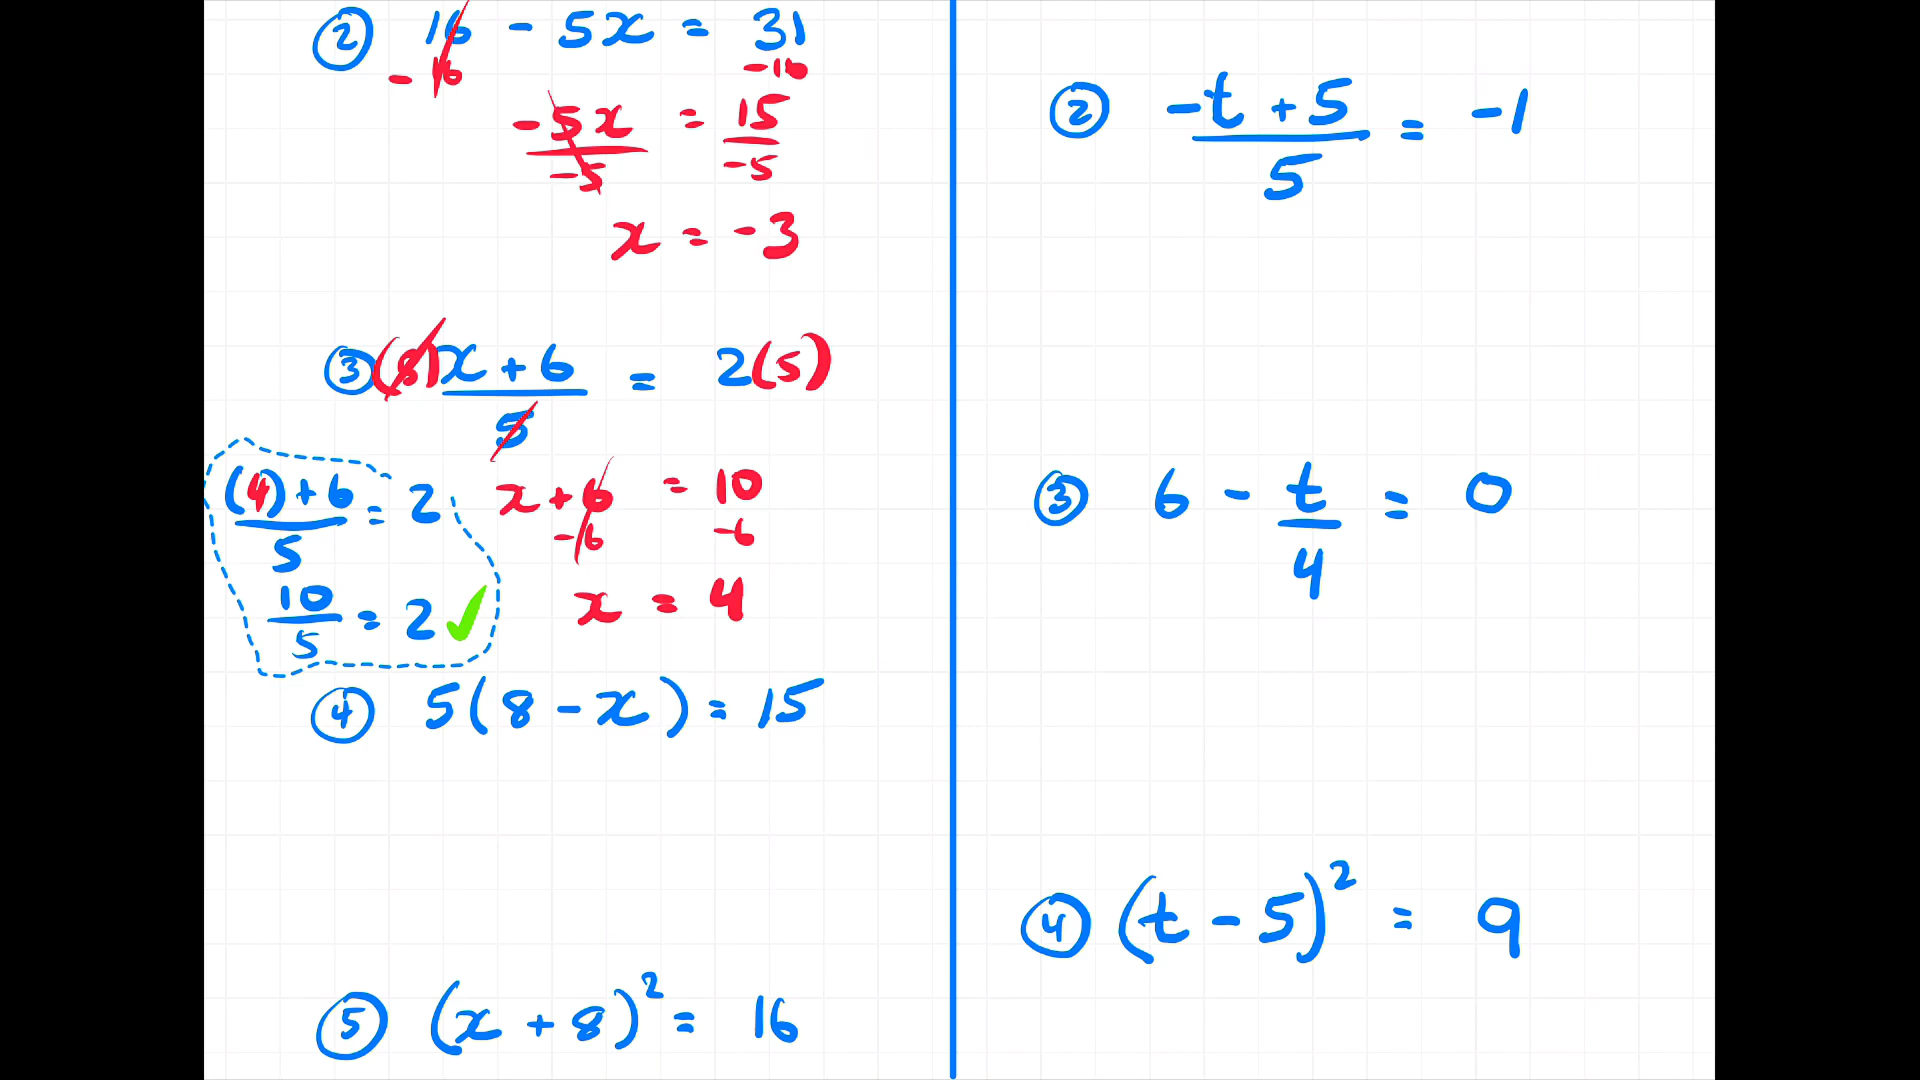 ② 16 - 5x = 31
-16 -16
-5x/-5 = 15/-5
x = -3
③ (5) x + 6/5 = 2(5)
(4) + 6/5 = 2
10/5 = 2 ✓
x + 6 = 10
-6 -6
x = 4
④ 5(8 - x) = 15
⑤ (x + 8)² = 16
② -t + 5/5 = -1
③ 6 - t/4 = 0
④ (t - 5)² = 9